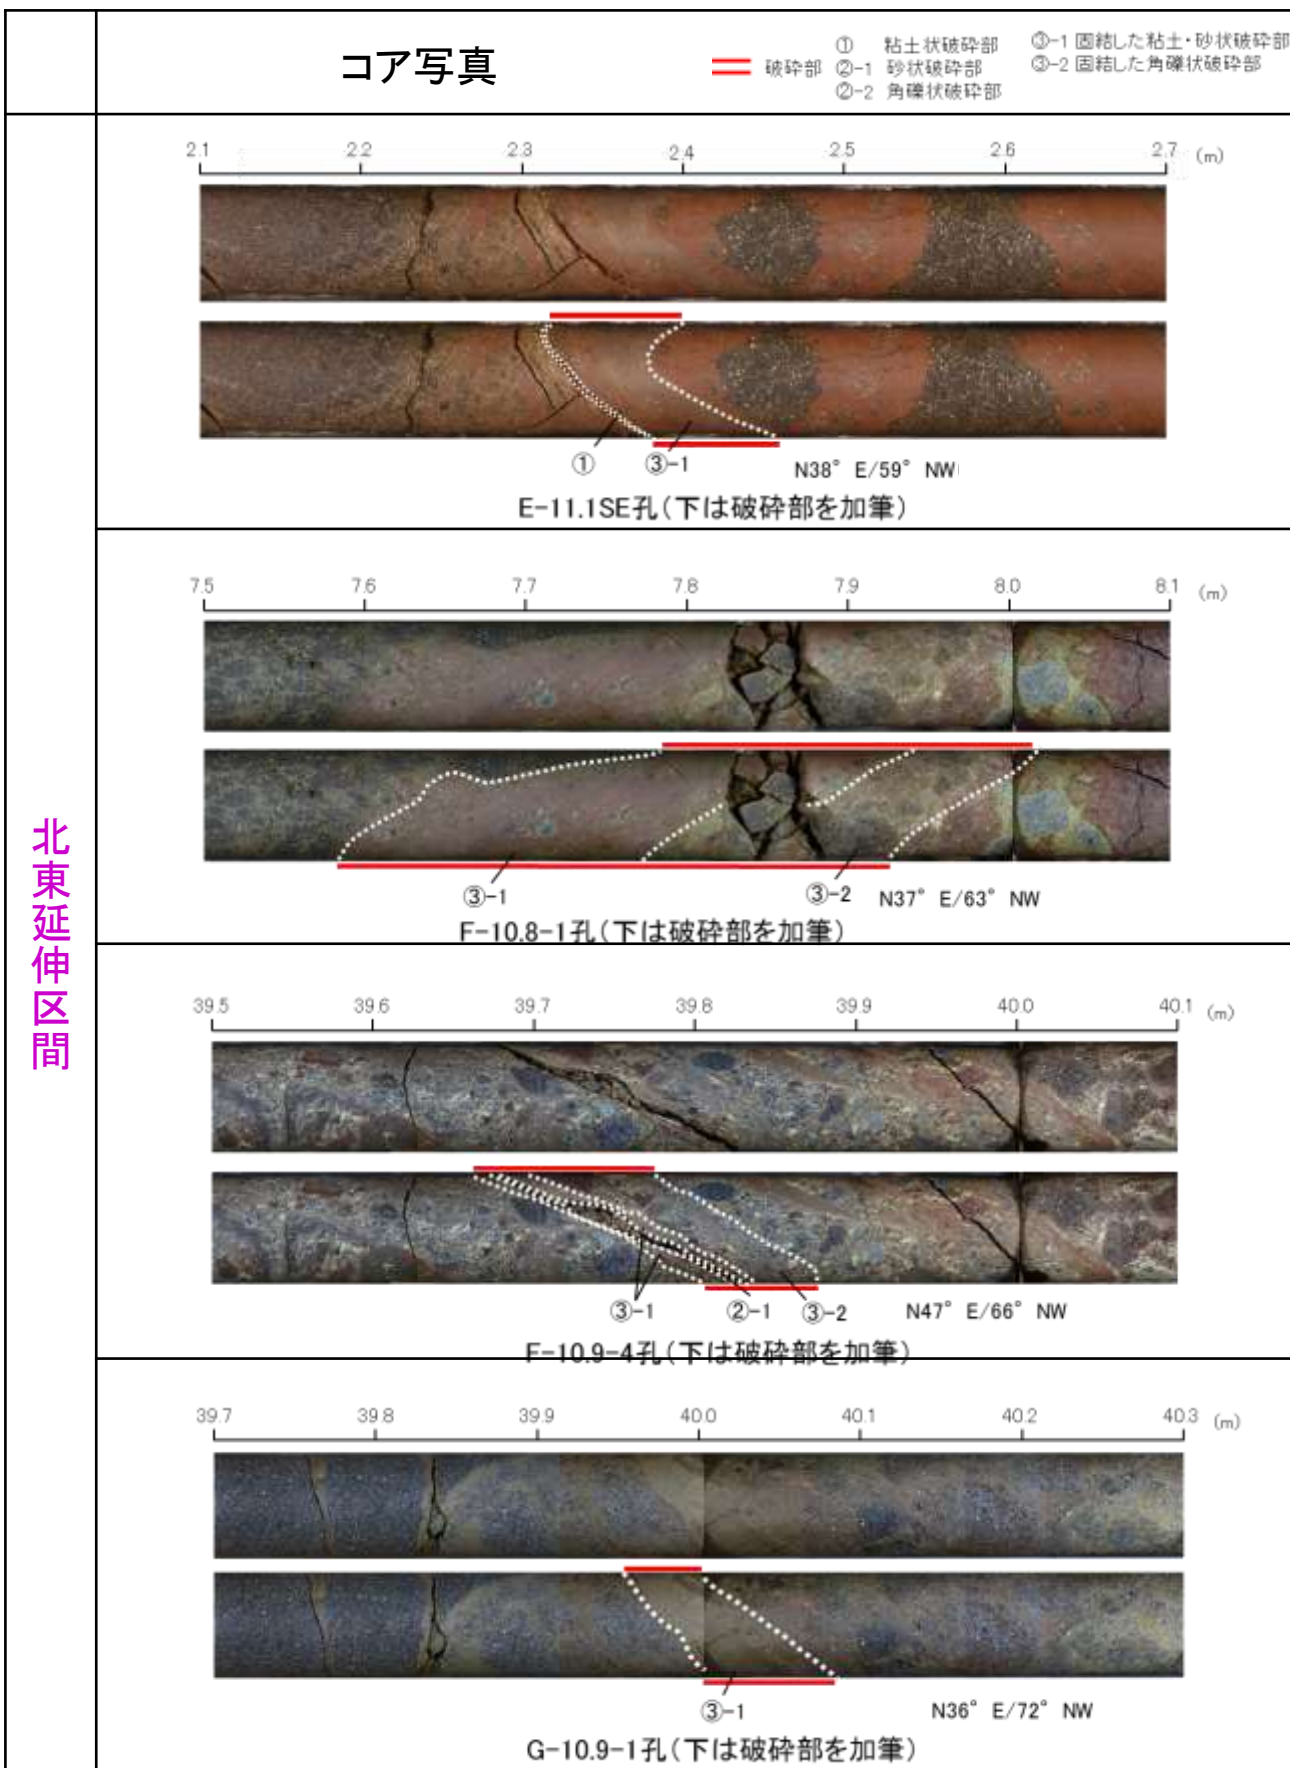 コア写真
破砕部
① 粘土状破砕部
②-1 砂状破砕部
②-2 角礫状破砕部
③-1 固結した粘土・砂状破砕部
③-2 固結した角礫状破砕部
北東延伸区間
2.1 2.2 2.3 2.4 2.5 2.6 2.7 (m)
① ③-1 N38° E/59° NW
E-11.1SE孔(下は破砕部を加筆)
7.5 7.6 7.7 7.8 7.9 8.0 8.1 (m)
③-1 ③-2 N37° E/63° NW
F-10.8-1孔(下は破砕部を加筆)
39.5 39.6 39.7 39.8 39.9 40.0 40.1 (m)
③-1 ②-1 ③-2 N47° E/66° NW
F-10.9-4孔(下は破砕部を加筆)
39.7 39.8 39.9 40.0 40.1 40.2 40.3 (m)
③-1 N36° E/72° NW
G-10.9-1孔(下は破砕部を加筆)